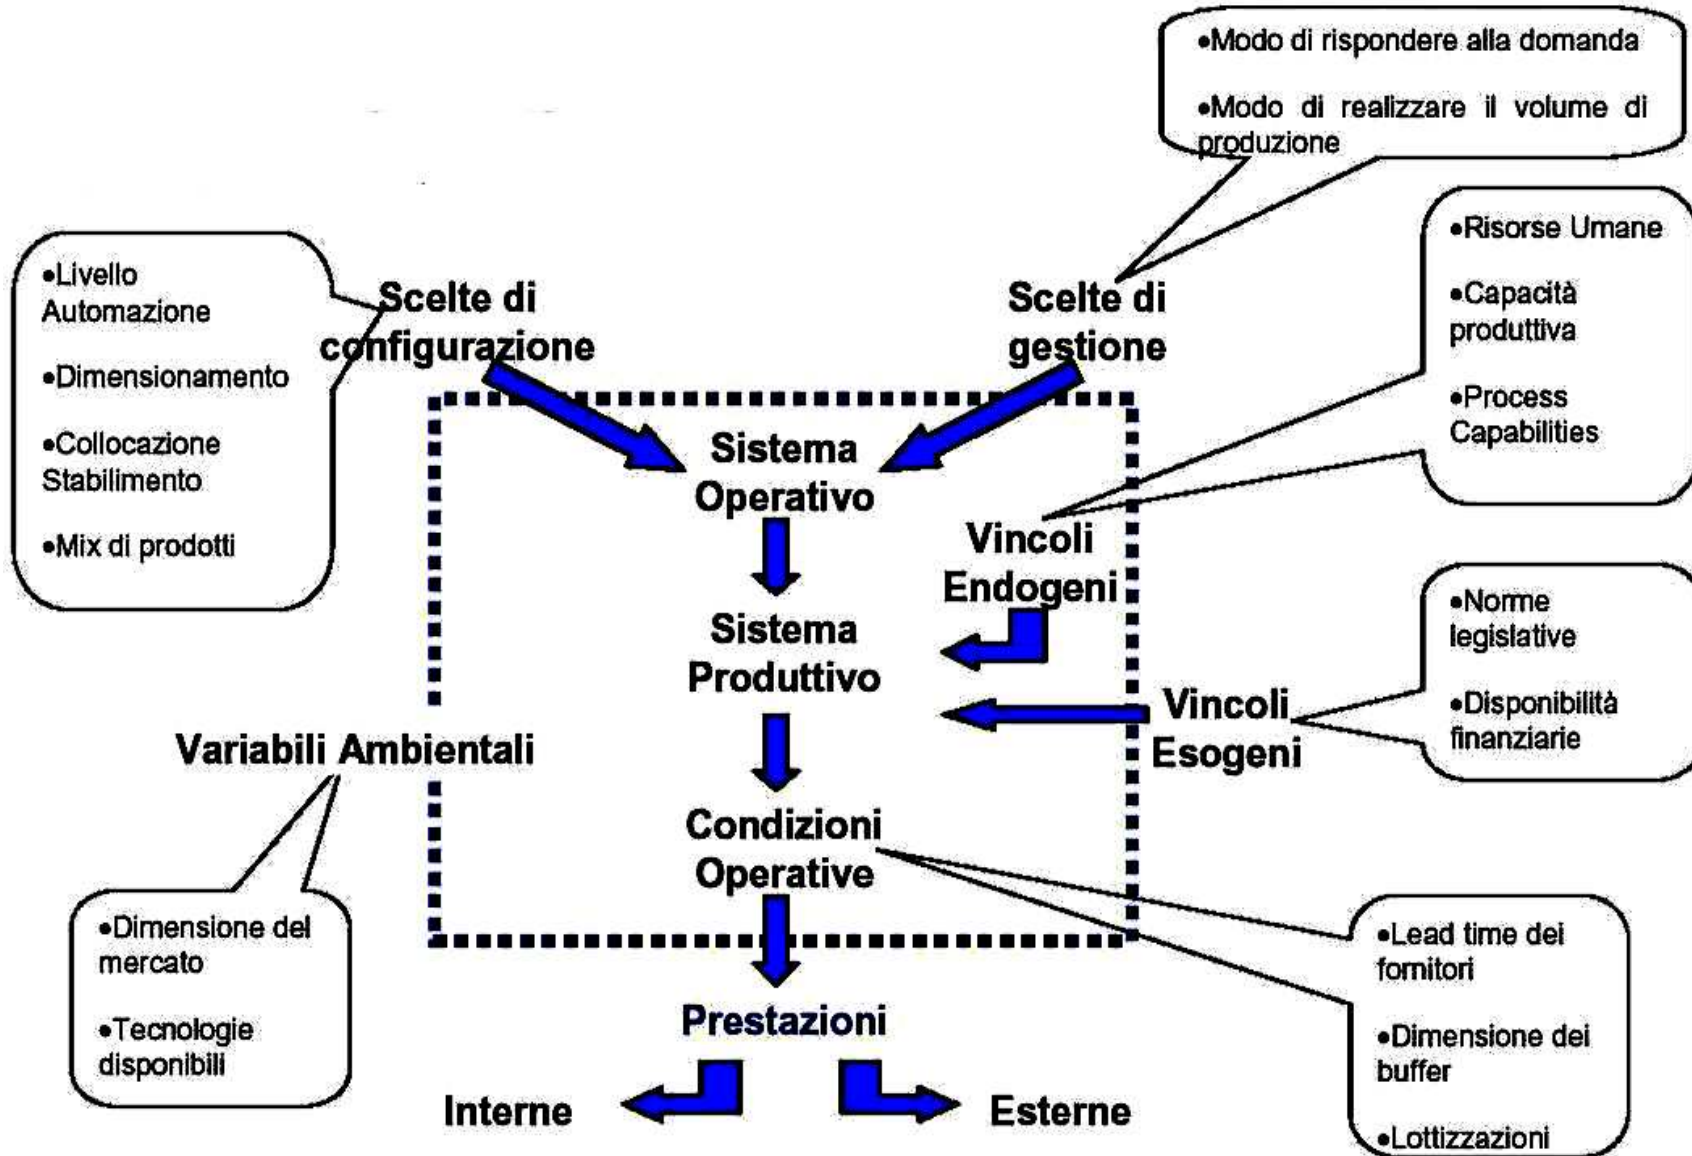 •Modo di rispondere alla domanda
•Modo di realizzare il volume di
produzione
•Livello
Automazione
•Dimensionamento
•Collocazione
Stabilimento
•Mix di prodotti
Scelte di
configurazione
Scelte di
gestione
•Risorse Umane
•Capacità
produttiva
•Process
Capabilities
Sistema
Operativo
Vincoli
Endogeni
Sistema
Produttivo
•Norme
legislative
•Disponibilità
finanziarie
Vincoli
Esogeni
Variabili Ambientali
Condizioni
Operative
•Dimensione del
mercato
•Tecnologie
disponibili
•Lead time dei
fornitori
•Dimensione dei
buffer
•Lottizzazioni
Prestazioni
Interne
Esterne